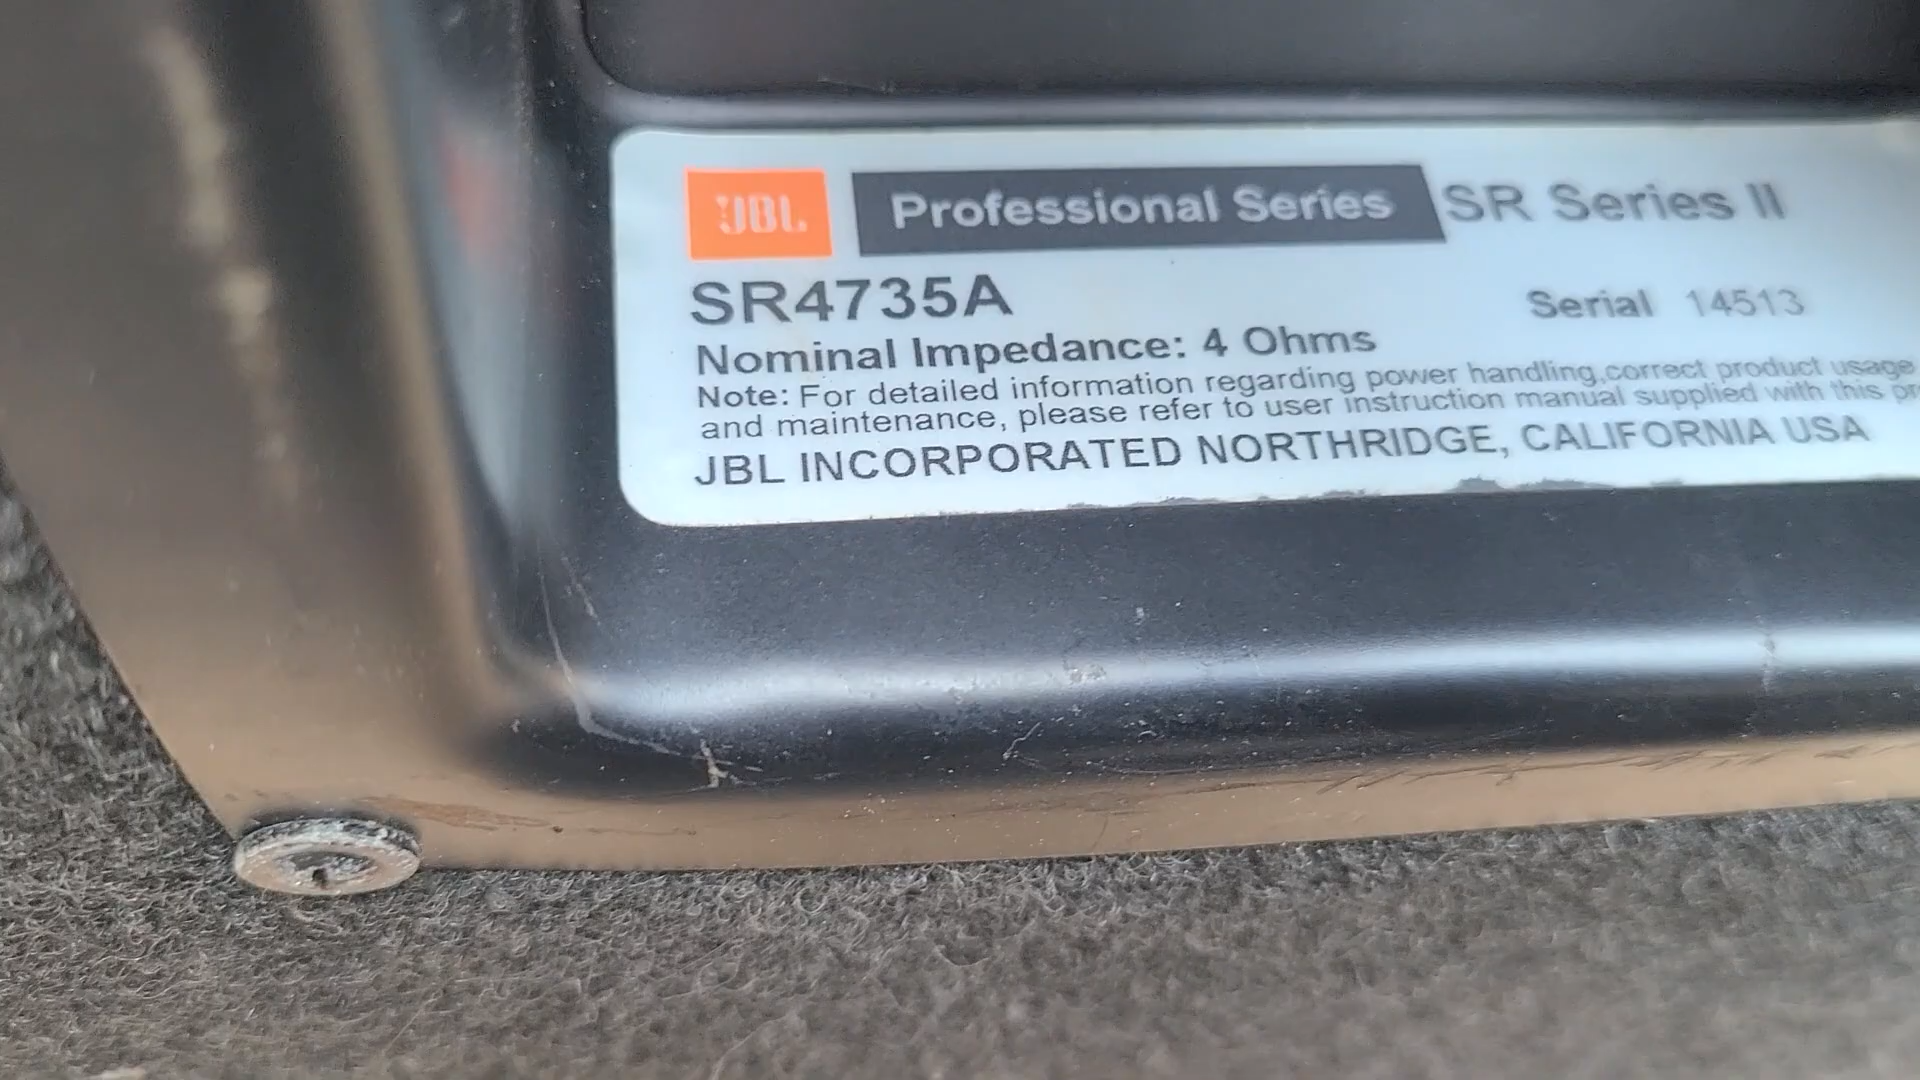 JBL Professional Series SR Series II
SR4735A
Serial 14513
Nominal Impedance: 4 Ohms
Note: For detailed information regarding power handling,correct product usage
and maintenance, please refer to user instruction manual supplied with this
JBL INCORPORATED NORTHRIDGE, CALIFORNIA USA